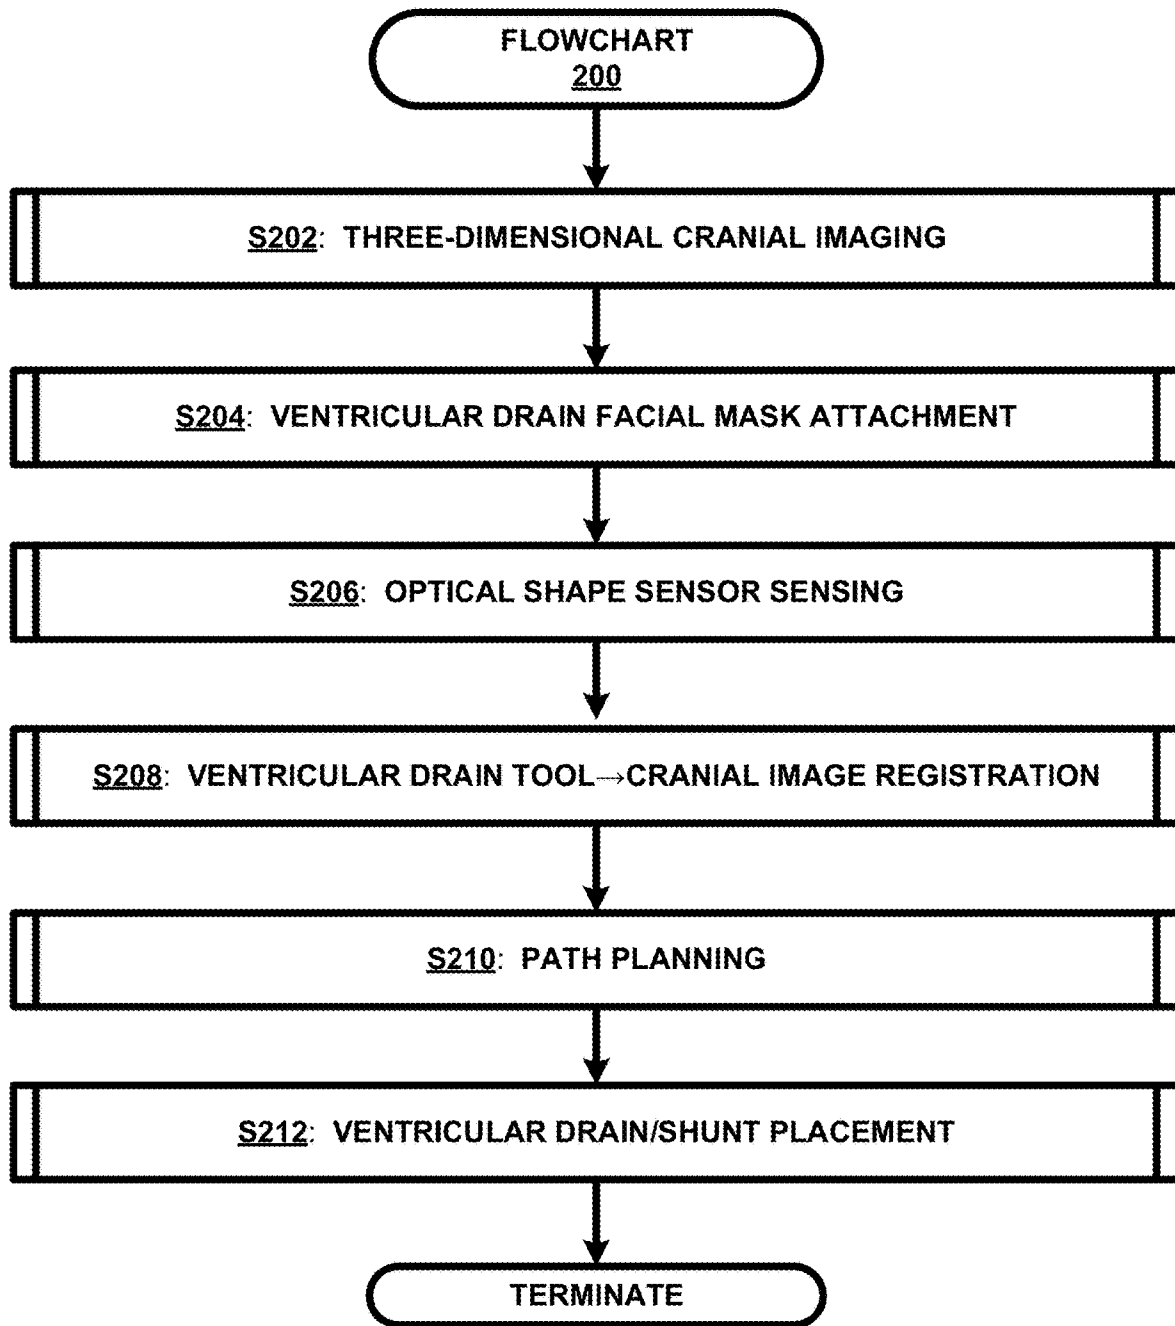 FLOWCHART
200
S202: THREE-DIMENSIONAL CRANIAL IMAGING
S204: VENTRICULAR DRAIN FACIAL MASK ATTACHMENT
S206: OPTICAL SHAPE SENSOR SENSING
S208: VENTRICULAR DRAIN TOOL→CRANIAL IMAGE REGISTRATION
S210: PATH PLANNING
S212: VENTRICULAR DRAIN/SHUNT PLACEMENT
TERMINATE